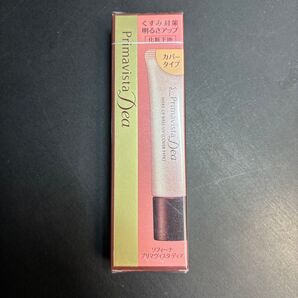 Primavista Dea
くすみ対策
明るさアップ
化粧下地
カバー
タイプ
Primavista Dea
ソフィーナ
プリマヴィスタ ディア